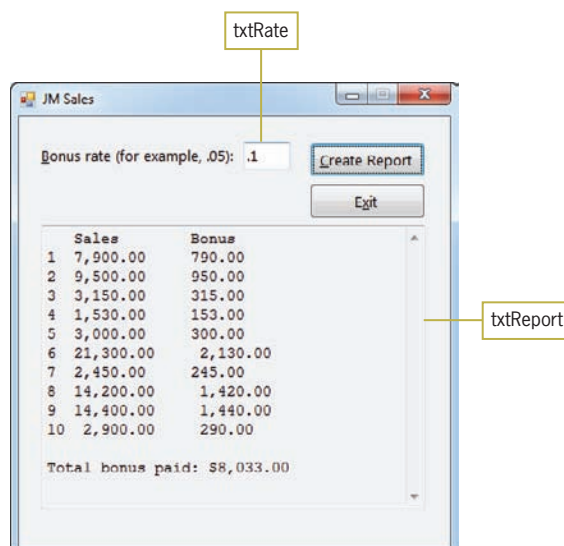 txtRate
JM Sales
Bonus rate (for example, .05): .1 Create Report
Exit
Sales Bonus
1 7,900.00 790.00
2 9,500.00 950.00
3 3,150.00 315.00
4 1,530.00 153.00
5 3,000.00 300.00
6 21,300.00 2,130.00
7 2,450.00 245.00
8 14,200.00 1,420.00
9 14,400.00 1,440.00
10 2,900.00 290.00
Total bonus paid: $8,033.00
txtReport